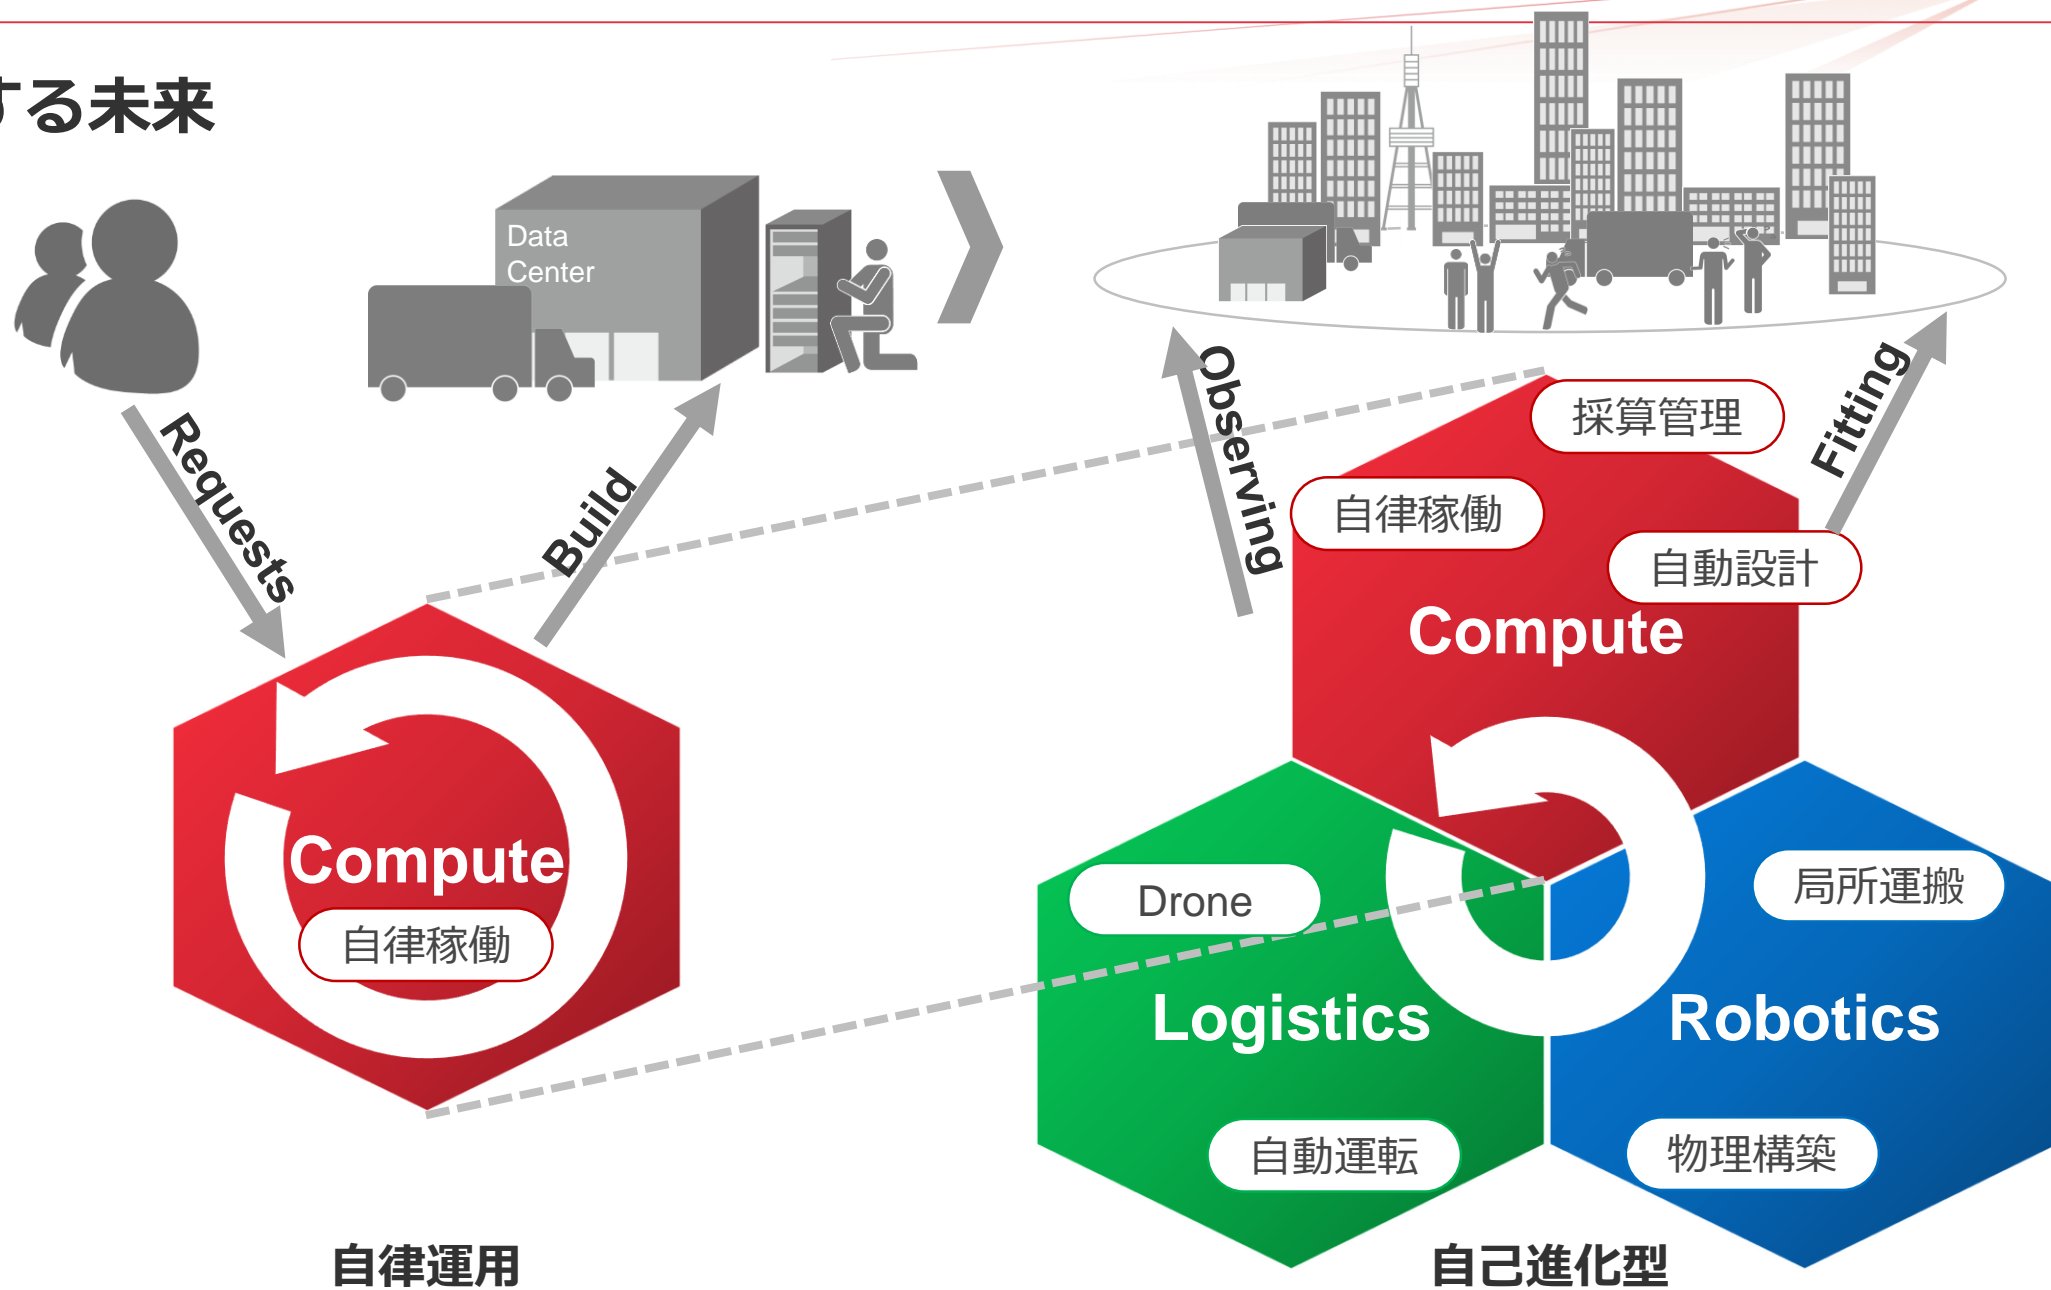 する未来
Data
Center
Requests
Build
Observing
Fitting
採算管理
自律稼働
自動設計
Compute
Compute
自律稼働
Drone
局所運搬
Logistics
Robotics
自動運転
物理構築
自律運用
自己進化型